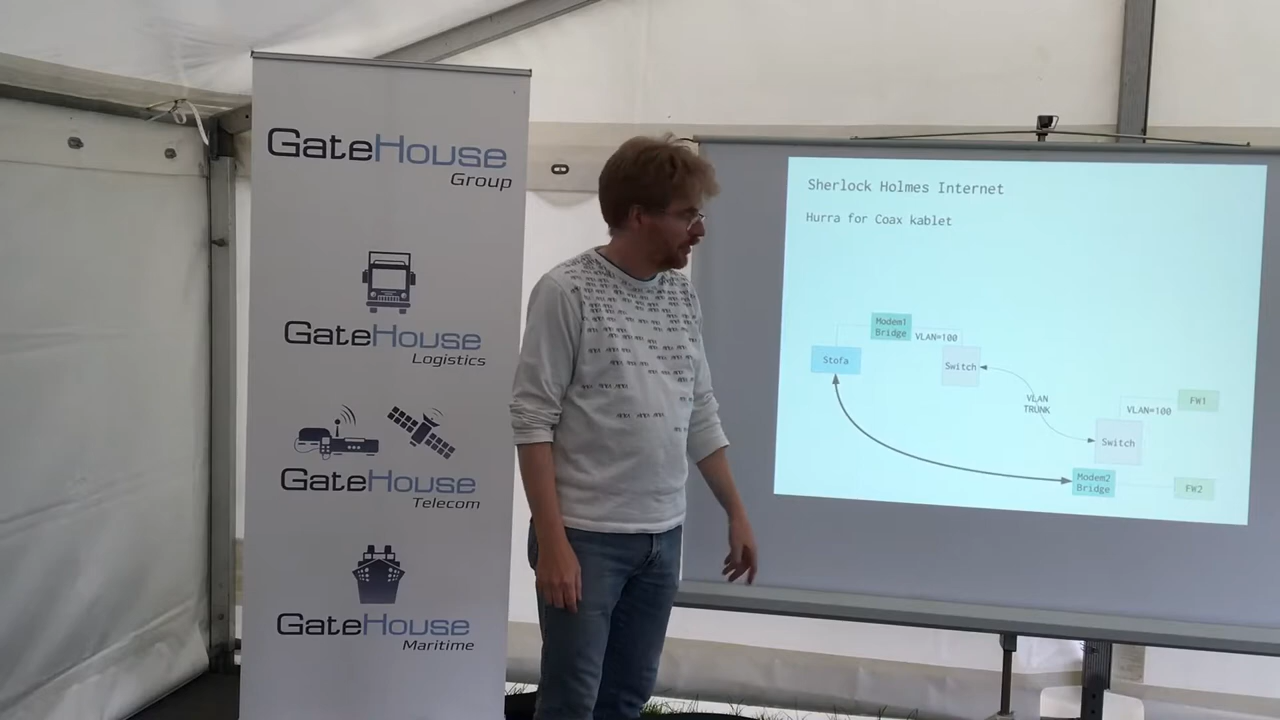 GateHouse
Group
GateHouse
Logistics
GateHouse
Telecom
GateHouse
Maritime
Sherlock Holmes Internet
Hurra for Coax kablet
Modem1
Bridge
VLAN=100
Stofa
Switch
VLAN
TRUNK
FW1
VLAN=100
Switch
Modem2
Bridge
FW2